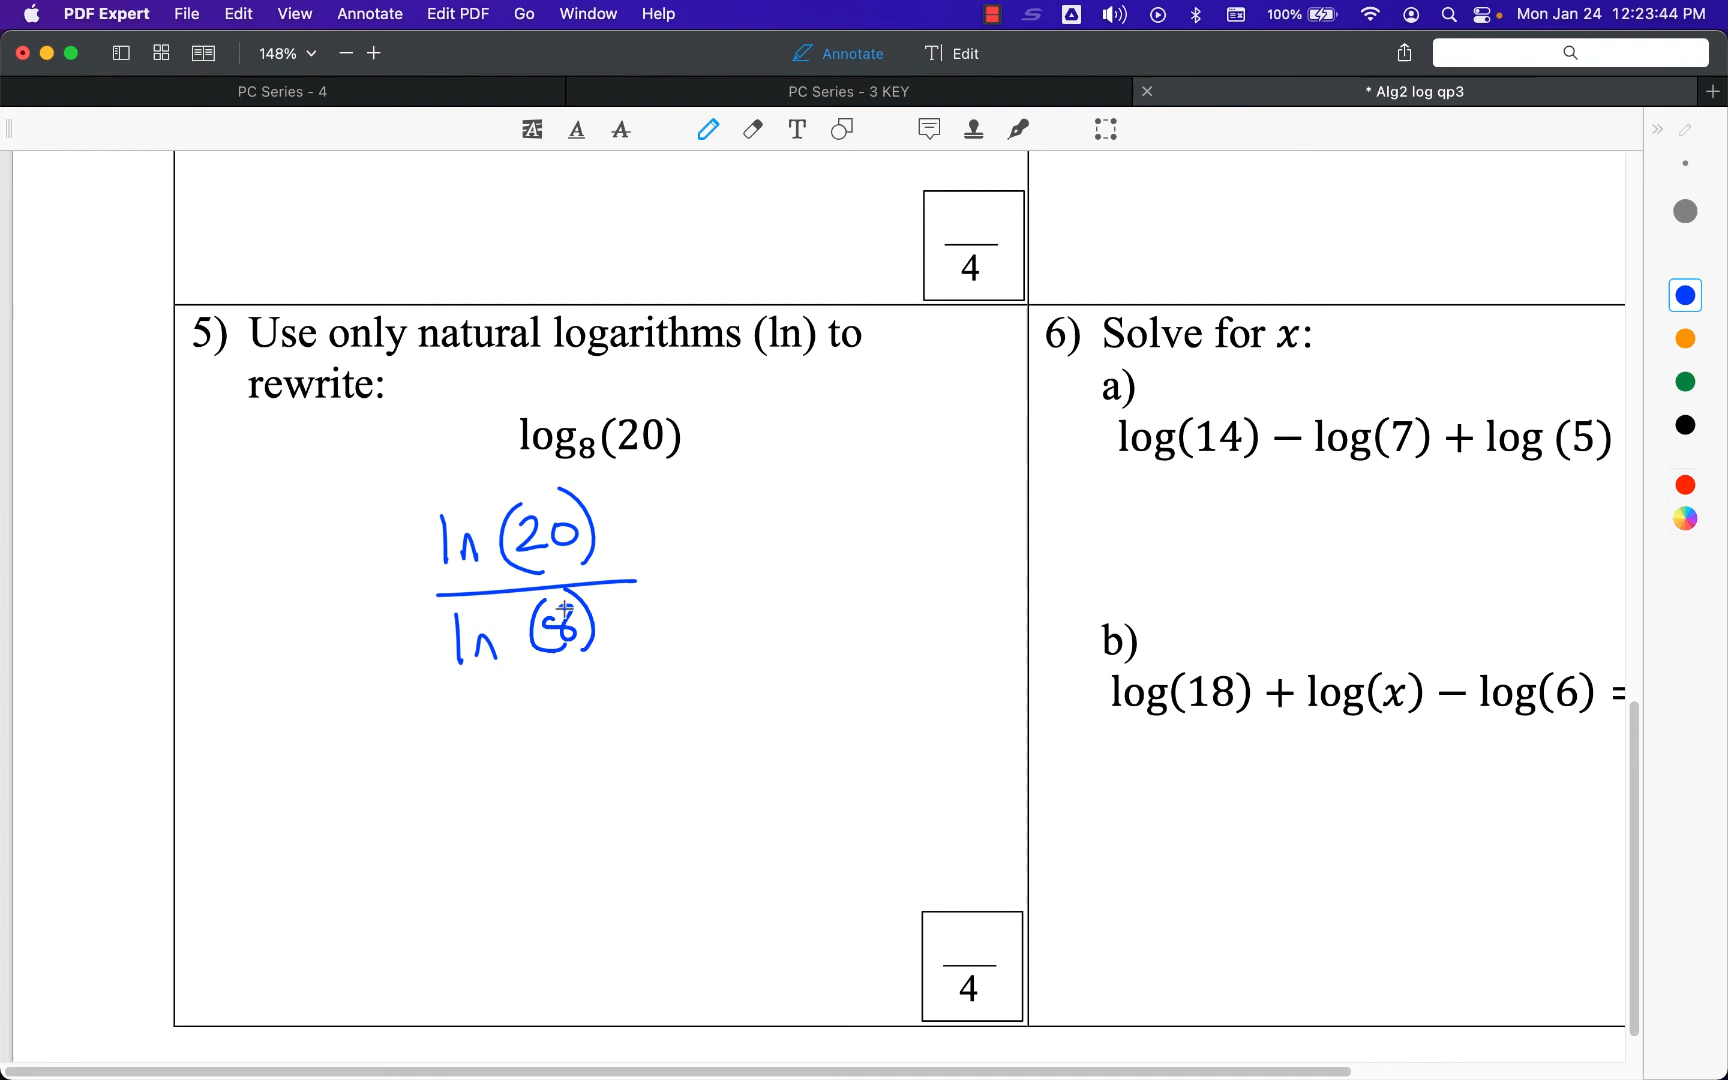 PDF Expert File Edit View Annotate Edit PDF Go Window Help 100% Mon Jan 24 12:23:44 PM
148% Annotate T Edit
PC Series - 4 PC Series - 3 KEY * Alg2 log qp3
A A A T
4
5) Use only natural logarithms (ln) to
rewrite:
log₈(20)
ln (20)
ln (8)
4
6) Solve for x:
a)
log(14) − log(7) + log (5)
b)
log(18) + log(x) − log(6) =